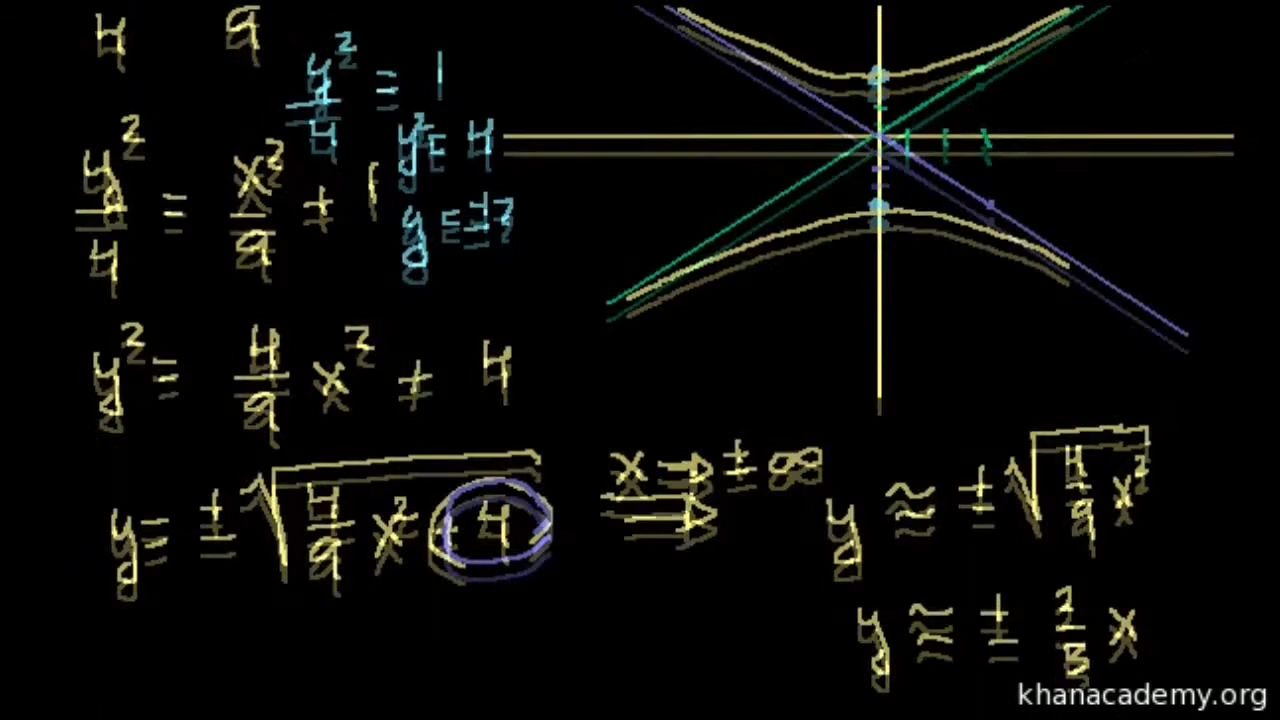 4 9
y²/4 = 1
y² = 4
y = ±2
y²/4 = x²/9 + 1
y² = 4/9 x² + 4
y = ± √(4/9 x² + 4)
x → ± ∞
y ≈ ± √(4/9 x²)
y ≈ ± 2/3 x
khanacademy.org